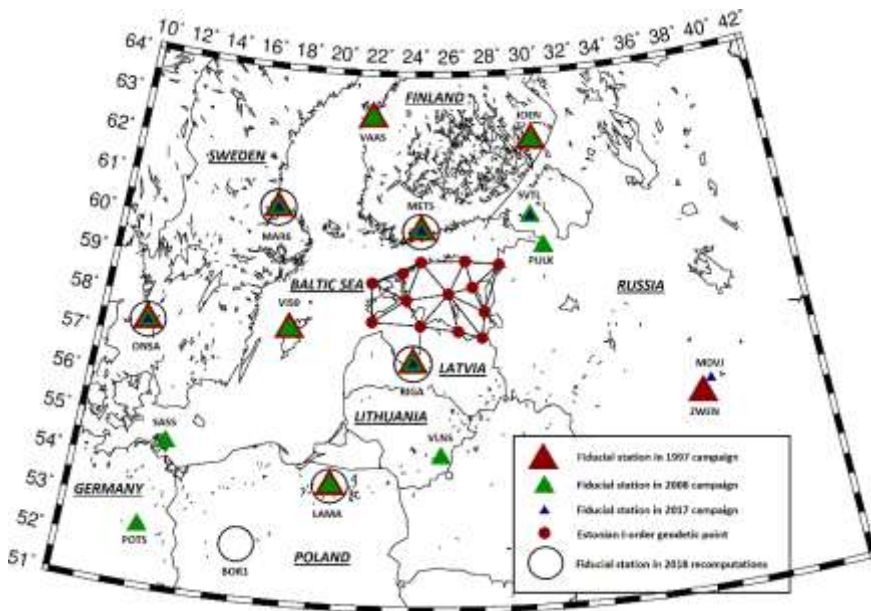 10° 12° 14° 16° 18° 20° 22° 24° 26° 28° 30° 32° 34° 36° 38° 40° 42°
64°
63°
62°
61°
60°
59°
58°
57°
56°
55°
54°
53°
52°
51°
FINLAND
VAAS
JOEN
SWEDEN
SVTL
METS
MAR6
PULK
BALTIC SEA
RUSSIA
VIS0
ONSA
LATVIA
MDVJ
RIGA
ZWEN
LITHUANIA
SASS
VLNS
GERMANY
LAMA
POTS
BOR1
POLAND
Fiducial station in 1997 campaign
Fiducial station in 2008 campaign
Fiducial station in 2017 campaign
Estonian I-order geodetic point
Fiducial station in 2018 recomputations